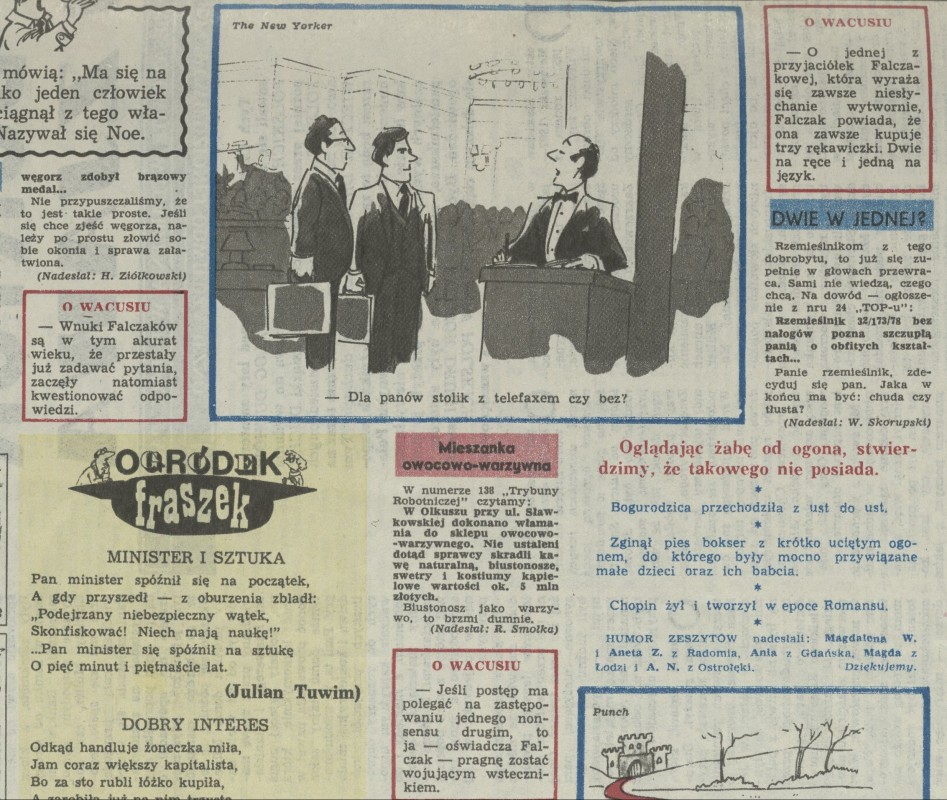 mówią: „Ma się na
ko jeden człowiek
ciągnął z tego wła-
Nazywał się Noe.
węgorz zdobył brązowy
medal...
Nie przypuszczaliśmy, że
to jest takie proste. Jeśli
się chce zjeść węgorza, na-
leży po prostu złowić so-
bie okonia i sprawa zała-
twiona.
(Nadesłał: H. Ziółkowski)
O WACUSIU
— Wnuki Falczaków
są w tym akurat
wieku, że przestały
już zadawać pytania,
zaczęły natomiast
kwestionować odpo-
wiedzi.
The New Yorker
— Dla panów stolik z telefaxem czy bez?
O WACUSIU
— O jednej z
przyjaciółek Falcza-
kowej, która wyraża
się zawsze niesły-
chanie wytwornie,
Falczak powiada, że
ona zawsze kupuje
trzy rękawiczki. Dwie
na ręce i jedną na
język.
DWIE W JEDNEJ?
Rzemieślnikom z tego
dobrobytu, to już się zu-
pełnie w głowach przewra-
ca. Sami nie wiedzą, czego
chcą. Na dowód — ogłosze-
nie z nru 24 „TOP-u":
Rzemieślnik 32/173/78 bez
nałogów pozna szczupłą
panią o obfitych kształ-
tach...
Panie rzemieślnik, zde-
cyduj się pan. Jaka w
końcu ma być: chuda czy
tłusta?
(Nadesłał: W. Skorupski)
OGRÓDEK
fraszek
MINISTER I SZTUKA
Pan minister spóźnił się na początek,
A gdy przyszedł — z oburzenia zbladł:
„Podejrzany niebezpieczny wątek,
Skonfiskować! Niech mają naukę!"
...Pan minister się spóźnił na sztukę
O pięć minut i piętnaście lat.
(Julian Tuwim)
DOBRY INTERES
Odkąd handluje żoneczka miła,
Jam coraz większy kapitalista,
Bo za sto rubli łóżko kupiła,
A zarobiła już na nim trzysta
Mieszanka
owocowo-warzywna
W numerze 138 „Trybuny
Robotniczej" czytamy:
W Olkuszu przy ul. Sław-
kowskiej dokonano włama-
nia do sklepu owocowo-
-warzywnego. Nie ustaleni
dotąd sprawcy skradli ka-
wę naturalną, biustonosze,
swetry i kostiumy kąpie-
lowe wartości ok. 5 mln
złotych.
Biustonosz jako warzy-
wo, to brzmi dumnie.
(Nadesłał: R. Smolka)
O WACUSIU
— Jeśli postęp ma
polegać na zastępo-
waniu jednego non-
sensu drugim, to
ja — oświadcza Fal-
czak — pragnę zostać
wojującym wsteczni-
kiem.
Oglądając żabę od ogona, stwier-
dzimy, że takowego nie posiada.
*
Bogurodzica przechodziła z ust do ust.
*
Zginął pies bokser z krótko uciętym ogo-
nem, do którego były mocno przywiązane
małe dzieci oraz ich babcia.
*
Chopin żył i tworzył w epoce Romansu.
*
HUMOR ZESZYTÓW nadesłali: Magdalena W.
i Aneta Z. z Radomia, Ania z Gdańska, Magda z
Łodzi i A. N. z Ostrołęki. Dziękujemy.
Punch